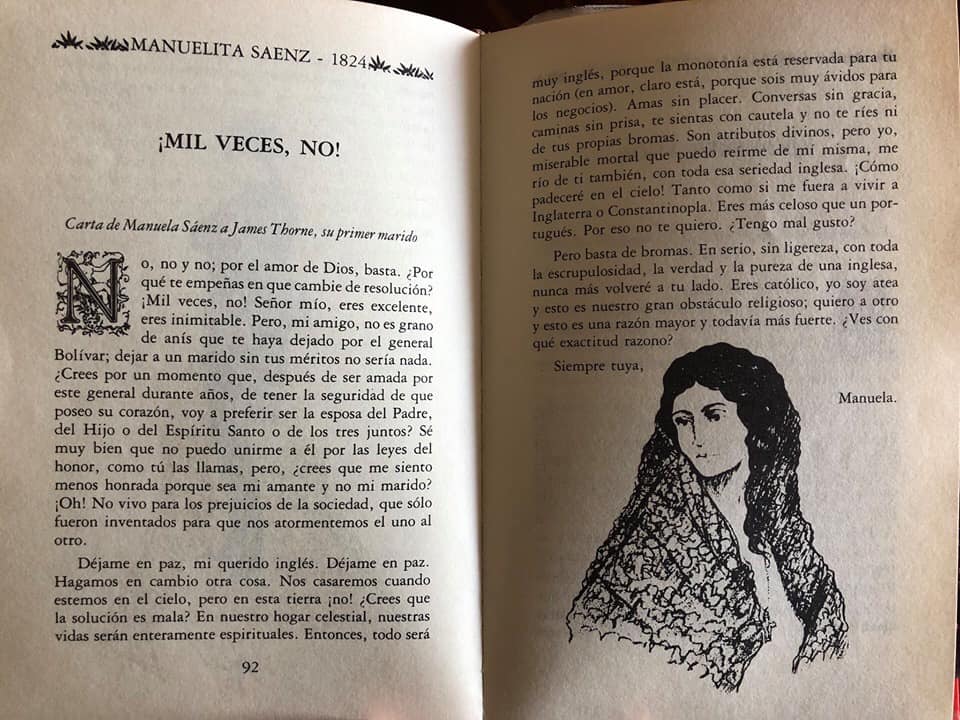 MANUELITA SAENZ - 1824
¡MIL VECES, NO!
Carta de Manuela Sáenz a James Thorne, su primer marido
No, no y no; por el amor de Dios, basta. ¿Por
qué te empeñas en que cambie de resolución?
¡Mil veces, no! Señor mío, eres excelente,
eres inimitable. Pero, mi amigo, no es grano
de anís que te haya dejado por el general
Bolívar; dejar a un marido sin tus méritos no sería nada.
¿Crees por un momento que, después de ser amada por
este general durante años, de tener la seguridad de que
poseo su corazón, voy a preferir ser la esposa del Padre,
del Hijo o del Espíritu Santo o de los tres juntos? Sé
muy bien que no puedo unirme a él por las leyes del
honor, como tú las llamas, pero, ¿crees que me siento
menos honrada porque sea mi amante y no mi marido?
¡Oh! No vivo para los prejuicios de la sociedad, que sólo
fueron inventados para que nos atormentemos el uno al
otro.
Déjame en paz, mi querido inglés. Déjame en paz.
Hagamos en cambio otra cosa. Nos casaremos cuando
estemos en el cielo, pero en esta tierra ¡no! ¿Crees que
la solución es mala? En nuestro hogar celestial, nuestras
vidas serán enteramente espirituales. Entonces, todo será
92
muy inglés, porque la monotonía está reservada para tu
nación (en amor, claro está, porque sois muy ávidos para
los negocios). Amas sin placer. Conversas sin gracia,
caminas sin prisa, te sientas con cautela y no te ríes ni
de tus propias bromas. Son atributos divinos, pero yo,
miserable mortal que puedo reírme de mí misma, me
río de ti también, con toda esa seriedad inglesa. ¡Cómo
padeceré en el cielo! Tanto como si me fuera a vivir a
Inglaterra o Constantinopla. Eres más celoso que un por-
tugués. Por eso no te quiero. ¿Tengo mal gusto?
Pero basta de bromas. En serio, sin ligereza, con toda
la escrupulosidad, la verdad y la pureza de una inglesa,
nunca más volveré a tu lado. Eres católico, yo soy atea
y esto es nuestro gran obstáculo religioso; quiero a otro
y esto es una razón mayor y todavía más fuerte. ¿Ves con
qué exactitud razono?
Siempre tuya,
Manuela.